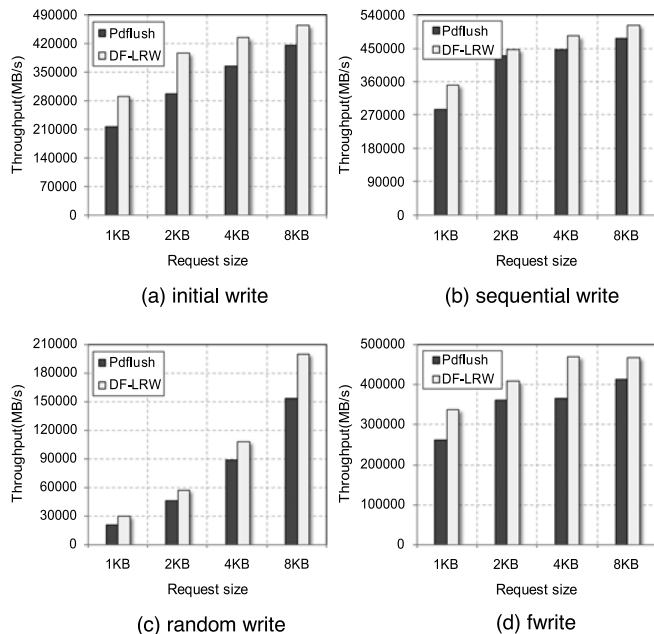 490000
420000
350000
280000
210000
140000
70000
0
Throughput(MB/s)
Pdflush
DF-LRW
1KB 2KB 4KB 8KB
Request size
(a) initial write
540000
450000
360000
270000
180000
90000
0
Throughput(MB/s)
Pdflush
DF-LRW
1KB 2KB 4KB 8KB
Request size
(b) sequential write
210000
180000
150000
120000
90000
60000
30000
0
Throughput(MB/s)
Pdflush
DF-LRW
1KB 2KB 4KB 8KB
Request size
(c) random write
500000
400000
300000
200000
100000
0
Throughput(MB/s)
Pdflush
DF-LRW
1KB 2KB 4KB 8KB
Request size
(d) fwrite